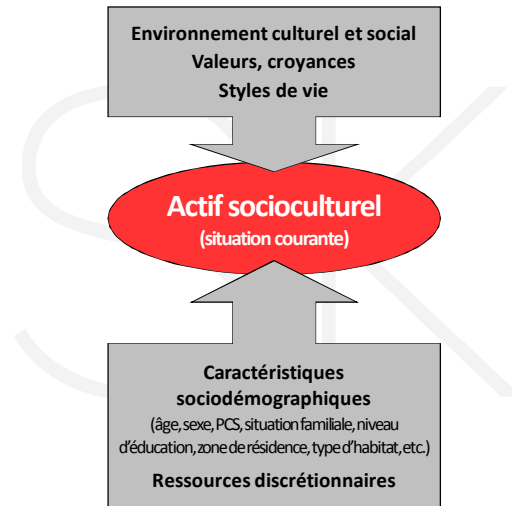 Environnement culturel et social
Valeurs, croyances
Styles de vie
Actif socioculturel
(situation courante)
Caractéristiques
sociodémographiques
(âge, sexe, PCS, situation familiale, niveau
d'éducation, zone de résidence, type d'habitat, etc.)
Ressources discrétionnaires